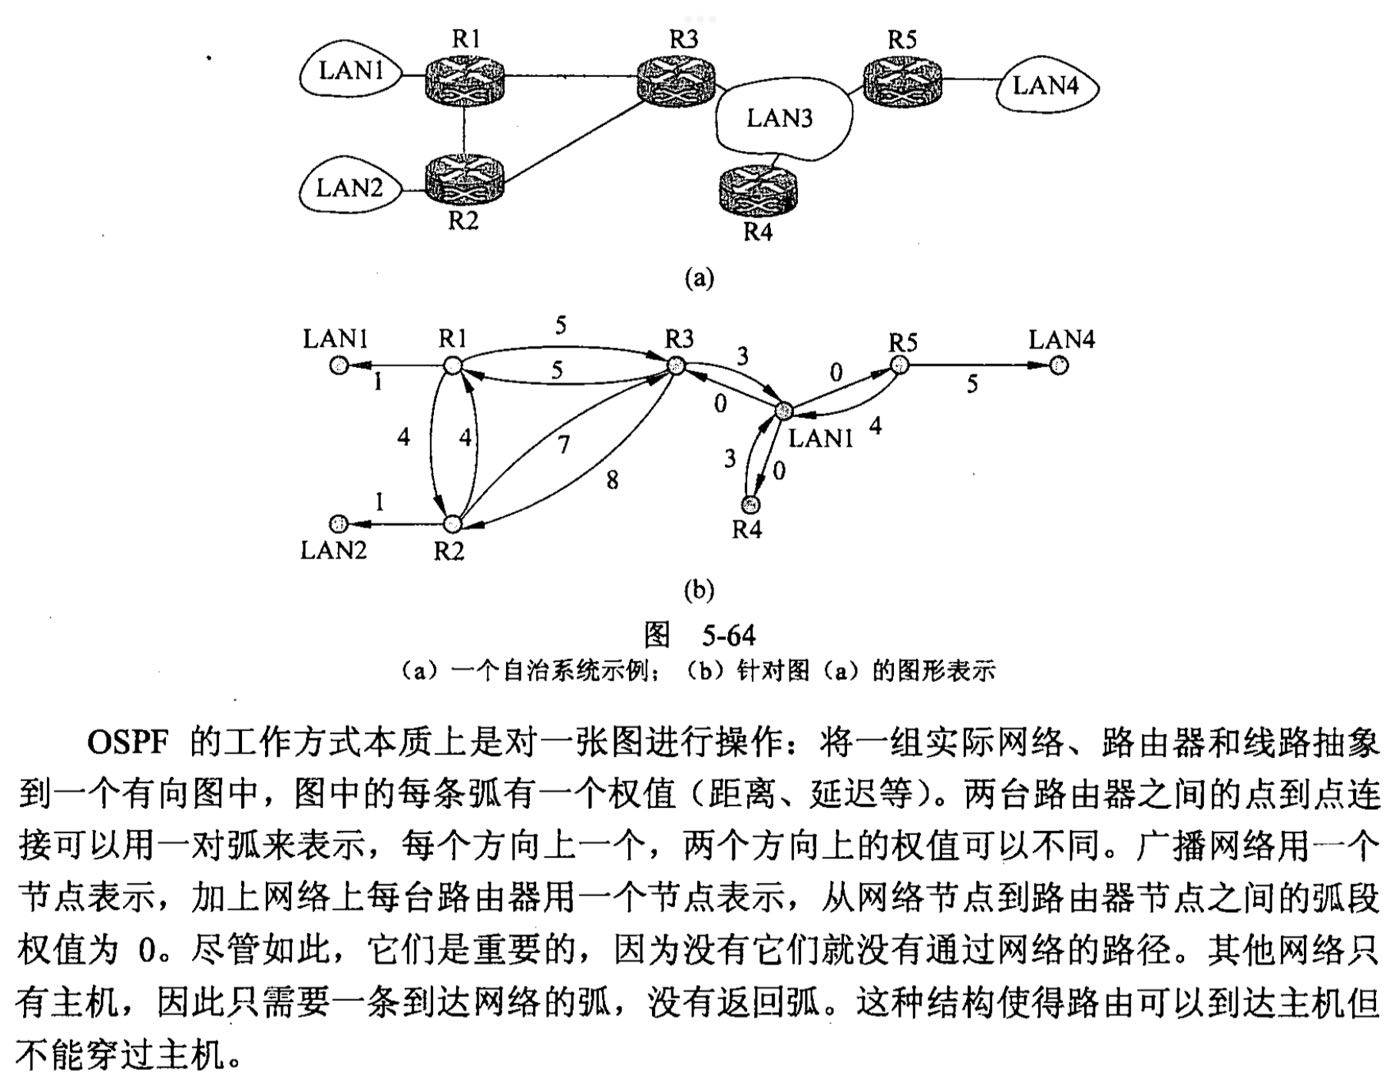 R1
R3
R5
LAN1
LAN4
LAN3
LAN2
R2
R4
(a)
LAN1
R1
5
R3
3
R5
LAN4
1
5
0
0
5
4
4
7
8
LAN1
4
3
0
1
R4
LAN2
R2
(b)
图 5-64
（a）一个自治系统示例；（b）针对图（a）的图形表示
OSPF 的工作方式本质上是对一张图进行操作：将一组实际网络、路由器和线路抽象
到一个有向图中，图中的每条弧有一个权值（距离、延迟等）。两台路由器之间的点到点连
接可以用一对弧来表示，每个方向上一个，两个方向上的权值可以不同。广播网络用一个
节点表示，加上网络上每台路由器用一个节点表示，从网络节点到路由器节点之间的弧段
权值为 0。尽管如此，它们是重要的，因为没有它们就没有通过网络的路径。其他网络只
有主机，因此只需要一条到达网络的弧，没有返回弧。这种结构使得路由可以到达主机但
不能穿过主机。